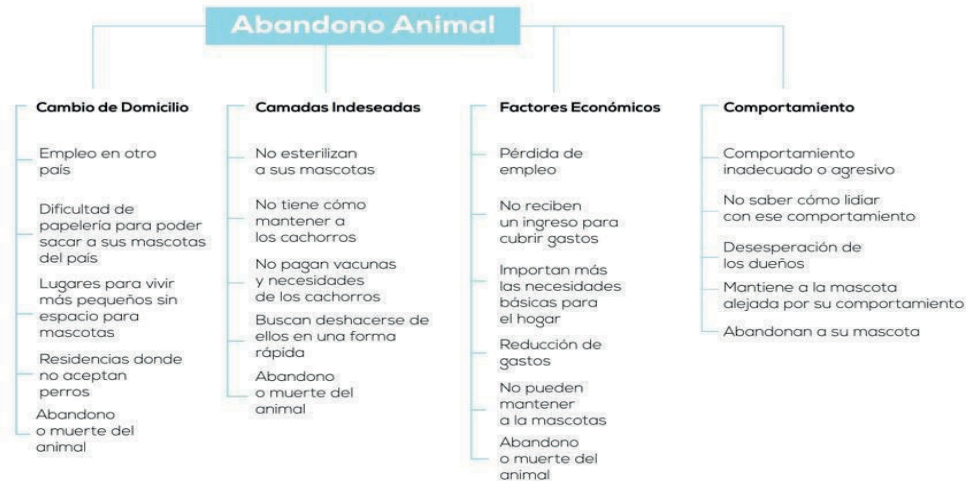 Abandono Animal
Cambio de Domicilio
Empleo en otro
país
Dificultad de
papelería para poder
sacar a sus mascotas
del país
Lugares para vivir
más pequeños sin
espacio para
mascotas
Residencias donde
no aceptan
perros
Abandono
o muerte del
animal
Camadas Indeseadas
No esterilizan
a sus mascotas
No tiene cómo
mantener a
los cachorros
No pagan vacunas
y necesidades
de los cachorros
Buscan deshacerse de
ellos en una forma
rápida
Abandono
o muerte del
animal
Factores Económicos
Pérdida de
empleo
No reciben
un ingreso para
cubrir gastos
Importan más
las necesidades
básicas para
el hogar
Reducción de
gastos
No pueden
mantener
a la mascotas
Abandono
o muerte del
animal
Comportamiento
Comportamiento
inadecuado o agresivo
No saber cómo lidiar
con ese comportamiento
Desesperación de
los dueños
Mantiene a la mascota
alejada por su comportamiento
Abandonan a su mascota